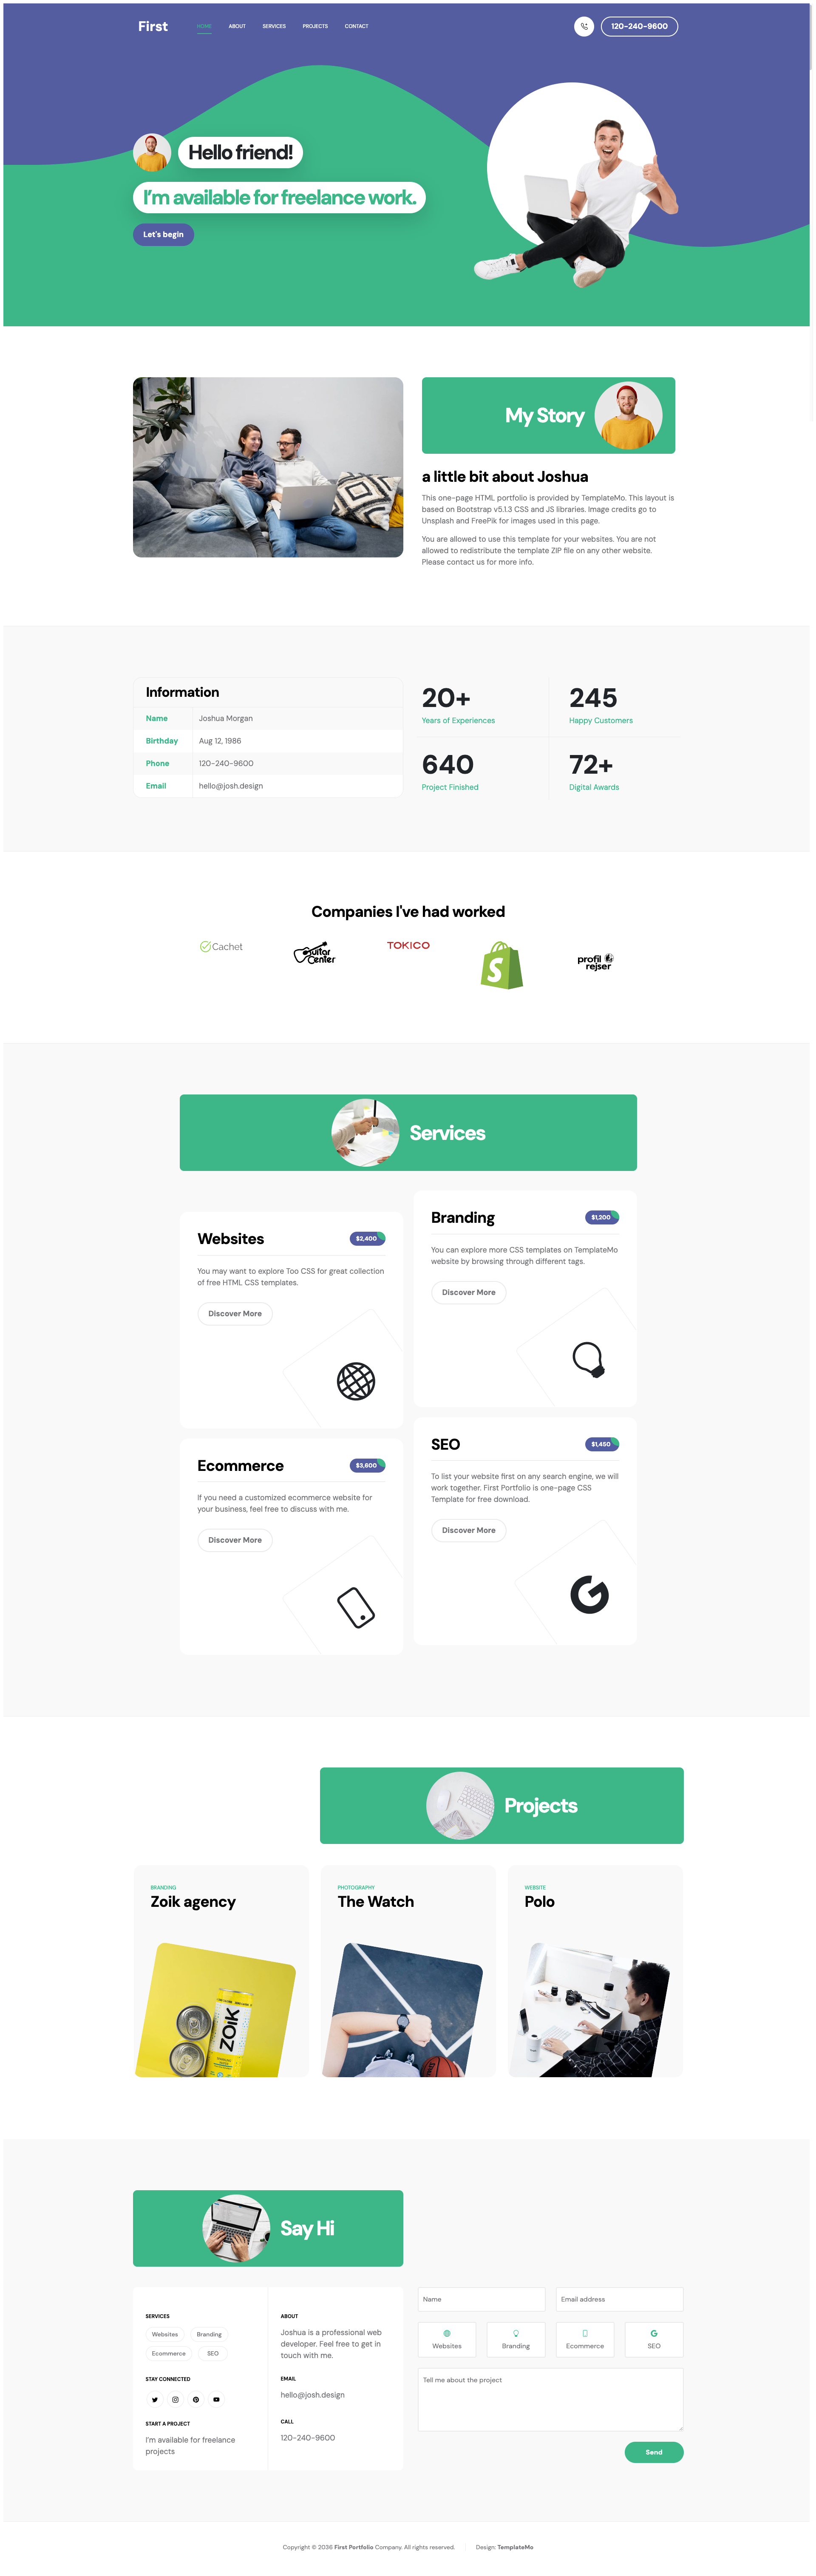 First
HOME
ABOUT
SERVICES
PROJECTS
CONTACT
120-240-9600
Hello friend!
I'm available for freelance work.
Let's begin
My Story
a little bit about Joshua
This one-page HTML portfolio is provided by TemplateMo. This layout is
based on Bootstrap v5.1.3 CSS and JS libraries. Image credits go to
Unsplash and FreePik for images used in this page.
You are allowed to use this template for your websites. You are not
allowed to redistribute the template ZIP file on any other website.
Please contact us for more info.
Information
Name Joshua Morgan
Birthday Aug 12, 1986
Phone 120-240-9600
Email hello@josh.design
20+
Years of Experiences
245
Happy Customers
640
Project Finished
72+
Digital Awards
Companies I've had worked
Cachet
Guitar
Center
TOKICO
S
profil
rejser
Services
Websites
$2,400
You may want to explore Too CSS for great collection
of free HTML CSS templates.
Discover More
Branding
$1,200
You can explore more CSS templates on TemplateMo
website by browsing through different tags.
Discover More
Ecommerce
$3,600
If you need a customized ecommerce website for
your business, feel free to discuss with me.
Discover More
SEO
$1,450
To list your website first on any search engine, we will
work together. First Portfolio is one-page CSS
Template for free download.
Discover More
Projects
BRANDING
Zoik agency
ZOIK
PHOTOGRAPHY
The Watch
WEBSITE
Polo
Say Hi
SERVICES
Websites
Branding
Ecommerce
SEO
STAY CONNECTED
START A PROJECT
I'm available for freelance
projects
ABOUT
Joshua is a professional web
developer. Feel free to get in
touch with me.
EMAIL
hello@josh.design
CALL
120-240-9600
Name
Email address
Websites
Branding
Ecommerce
SEO
Tell me about the project
Send
Copyright © 2036 First Portfolio Company. All rights reserved.
Design: TemplateMo